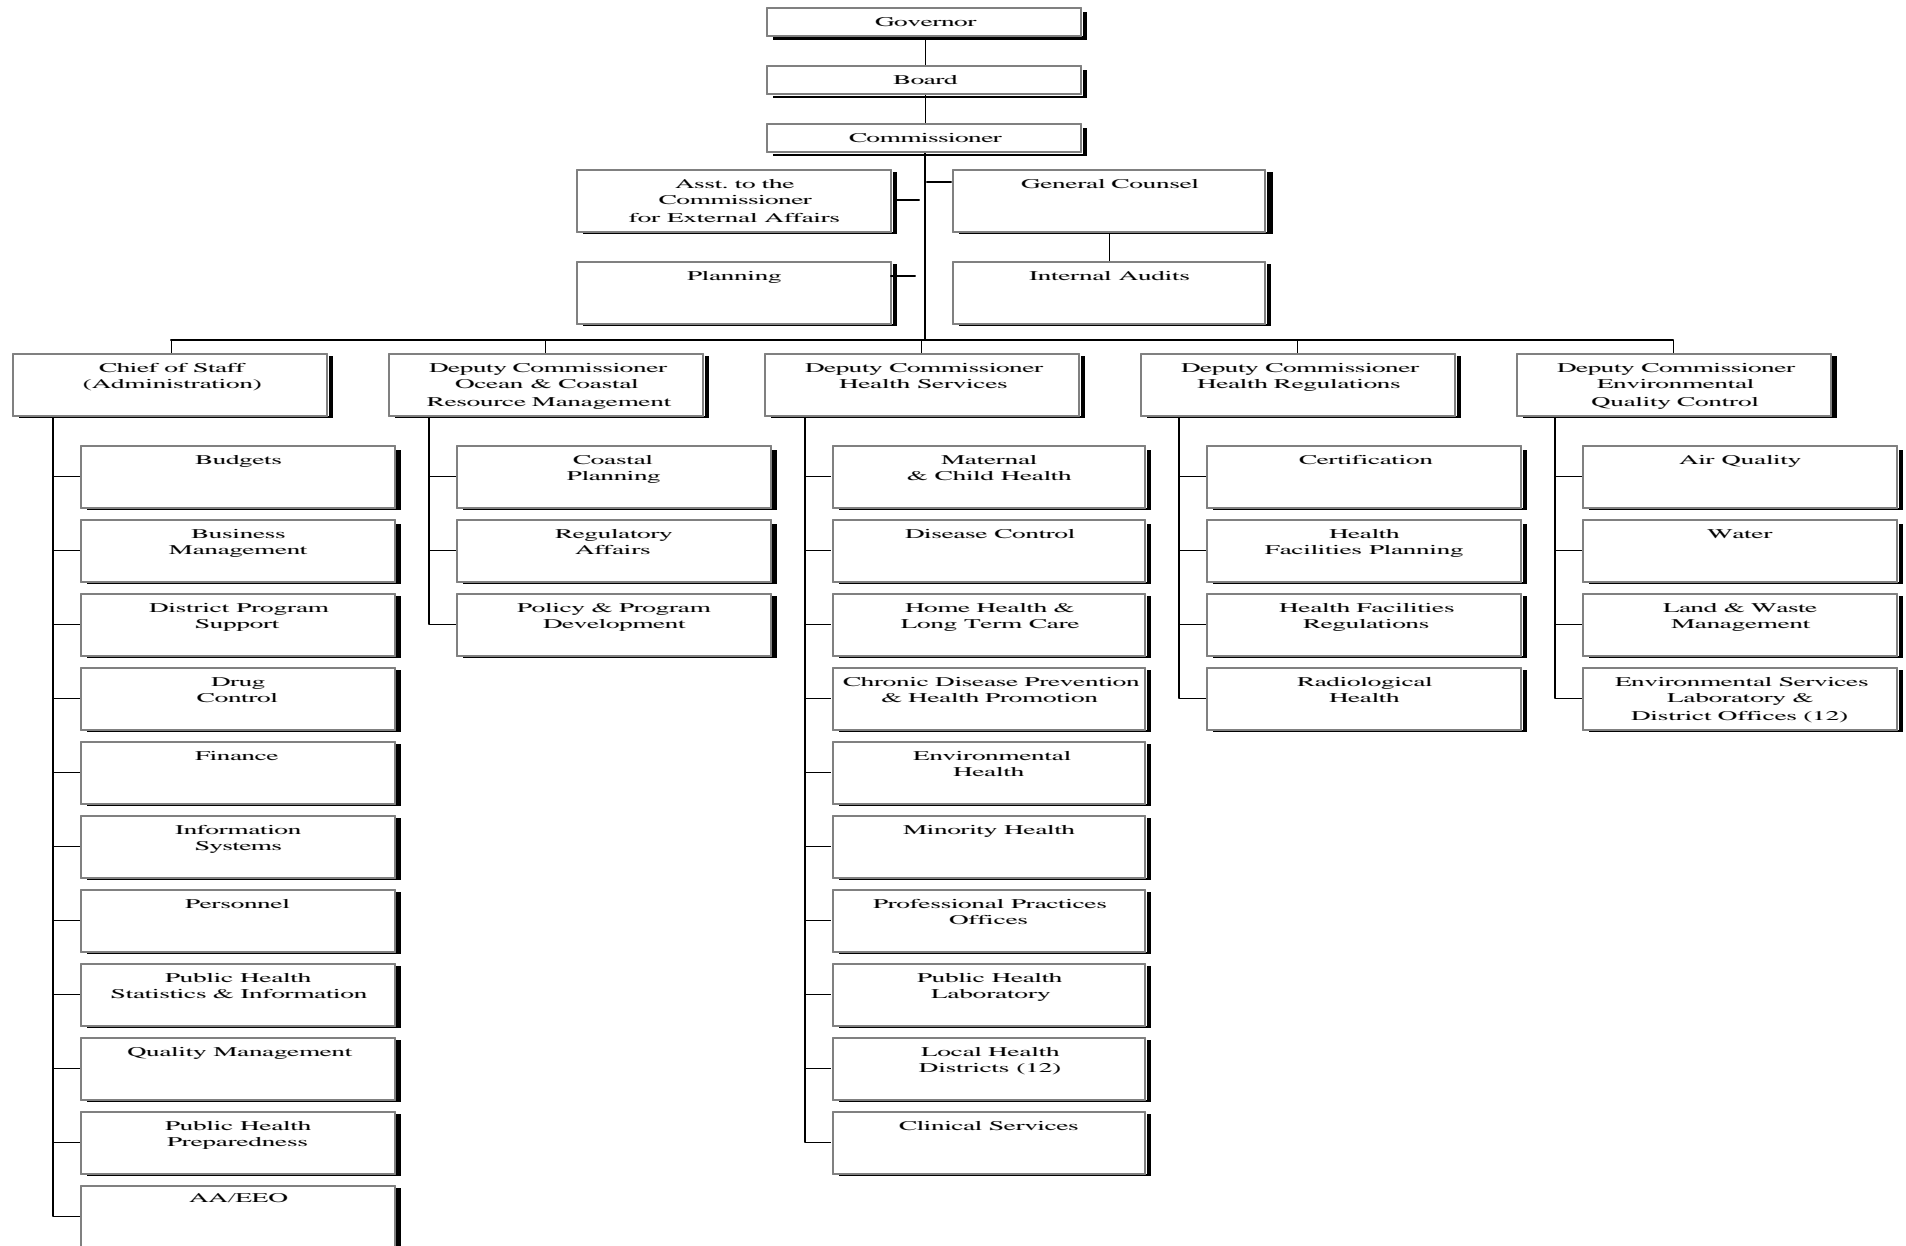 Governor
Board
Commissioner
Asst. to the
Commissioner
for External Affairs
General Counsel
Planning
Internal Audits
Chief of Staff
(Administration)
Budgets
Business
Management
District Program
Support
Drug
Control
Finance
Information
Systems
Personnel
Public Health
Statistics & Information
Quality Management
Public Health
Preparedness
AA/EEO
Deputy Commissioner
Ocean & Coastal
Resource Management
Coastal
Planning
Regulatory
Affairs
Policy & Program
Development
Deputy Commissioner
Health Services
Maternal
& Child Health
Disease Control
Home Health &
Long Term Care
Chronic Disease Prevention
& Health Promotion
Environmental
Health
Minority Health
Professional Practices
Offices
Public Health
Laboratory
Local Health
Districts (12)
Clinical Services
Deputy Commissioner
Health Regulations
Certification
Health
Facilities Planning
Health Facilities
Regulations
Radiological
Health
Deputy Commissioner
Environmental
Quality Control
Air Quality
Water
Land & Waste
Management
Environmental Services
Laboratory &
District Offices (12)